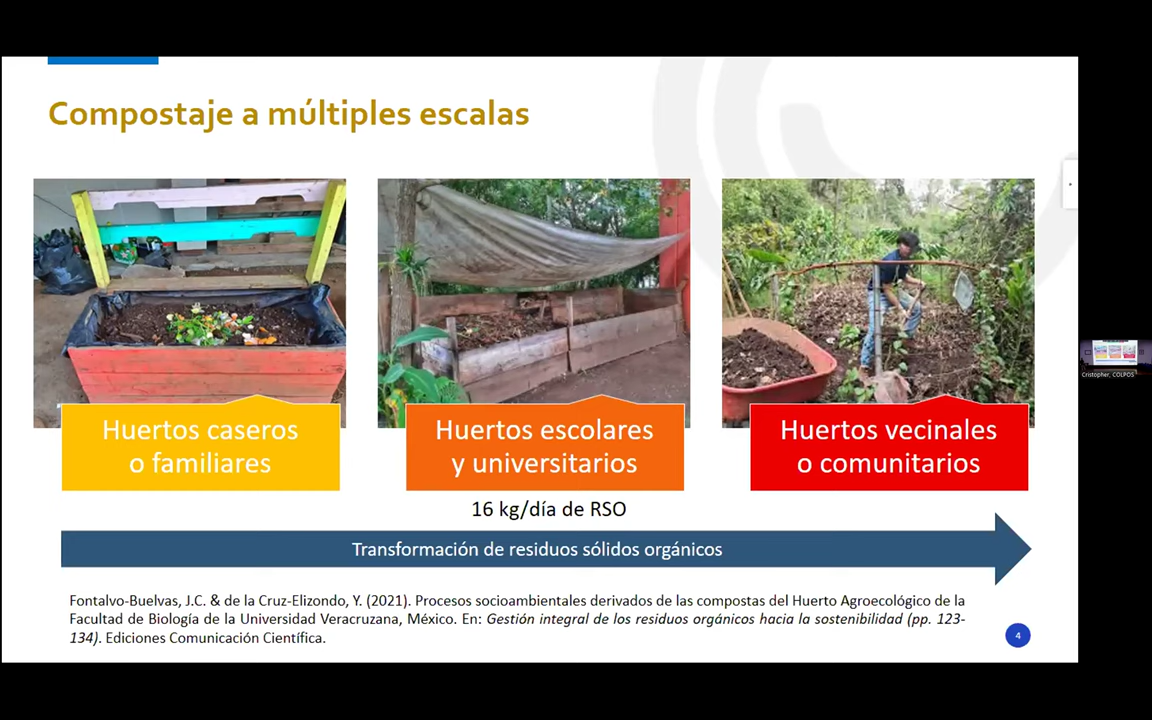 Compostaje a múltiples escalas
Huertos caseros
o familiares
Huertos escolares
y universitarios
Huertos vecinales
o comunitarios
16 kg/día de RSO
Transformación de residuos sólidos orgánicos
Fontalvo-Buelvas, J.C. & de la Cruz-Elizondo, Y. (2021). Procesos socioambientales derivados de las compostas del Huerto Agroecológico de la
Facultad de Biología de la Universidad Veracruzana, México. En: Gestión integral de los residuos orgánicos hacia la sostenibilidad (pp. 123-
134). Ediciones Comunicación Científica.
4
Cristopher, COLPOS